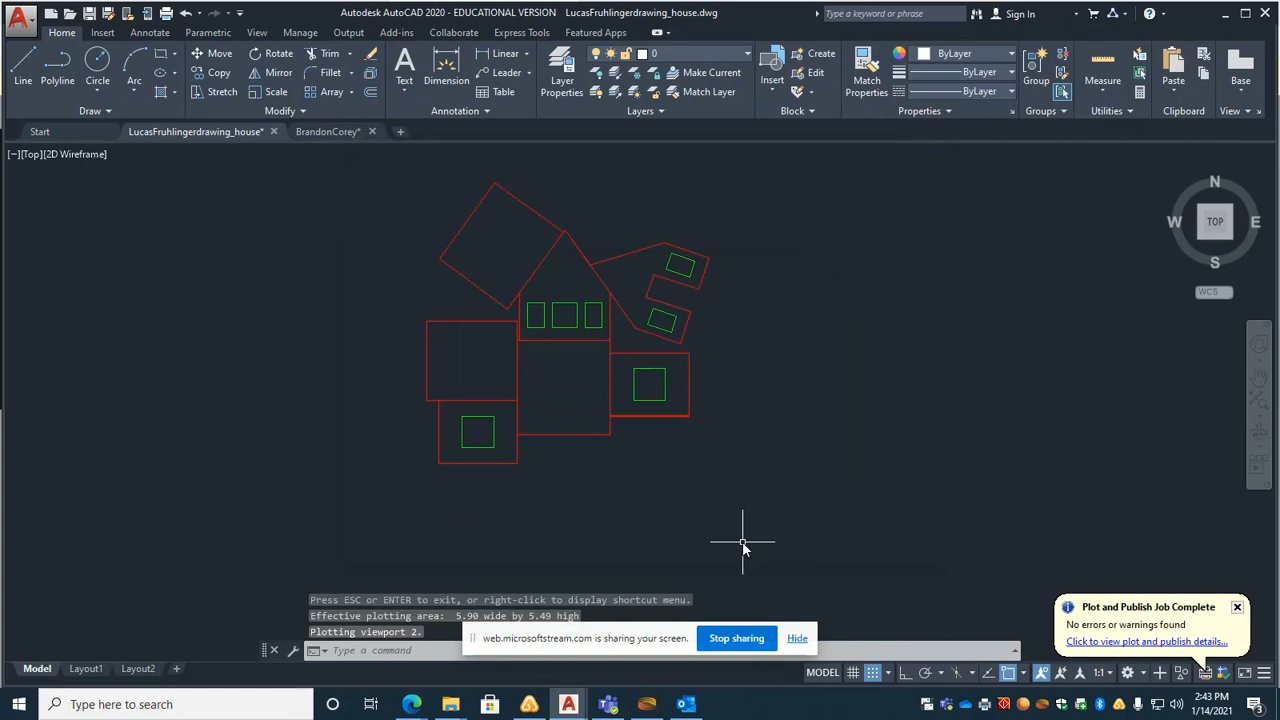 Autodesk AutoCAD 2020 - EDUCATIONAL VERSION LucasFruhlingerdrawing_house.dwg
Type a keyword or phrase
Sign In
Home Insert Annotate Parametric View Manage Output Add-ins Collaborate Express Tools Featured Apps
Line Polyline Circle Arc
Move Rotate Trim
Copy Mirror Fillet
Stretch Scale Array
Text Dimension
Linear
Leader
Table
Layer Properties
0
Make Current
Match Layer
Insert
Create
Edit
Match Properties
ByLayer
ByLayer
ByLayer
Group
Measure
Paste
Base
Draw Modify Annotation Layers Block Properties Groups Utilities Clipboard View
Start LucasFruhlingerdrawing_house* BrandonCorey*
[−][Top][2D Wireframe]
N
W TOP E
S
WCS
Press ESC or ENTER to exit, or right-click to display shortcut menu.
Effective plotting area: 5.90 wide by 5.49 high
Plotting viewport 2.
web.microsoftstream.com is sharing your screen. Stop sharing Hide
Type a command
Plot and Publish Job Complete
No errors or warnings found
Click to view plot and publish details...
Model Layout1 Layout2
MODEL 1:1
Type here to search
2:43 PM
1/14/2021